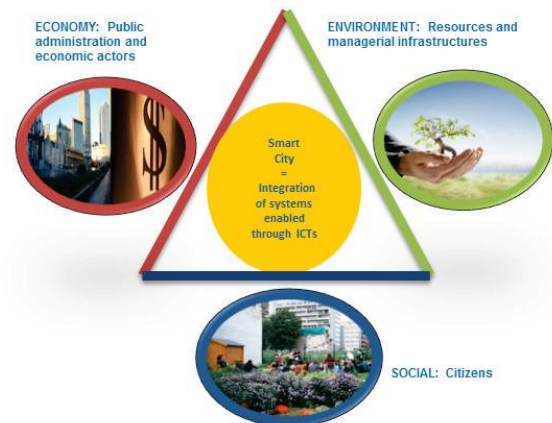 ECONOMY: Public
administration and
economic actors
ENVIRONMENT: Resources and
managerial infrastructures
$
Smart
City
=
Integration
of systems
enabled
through ICTs
SOCIAL: Citizens